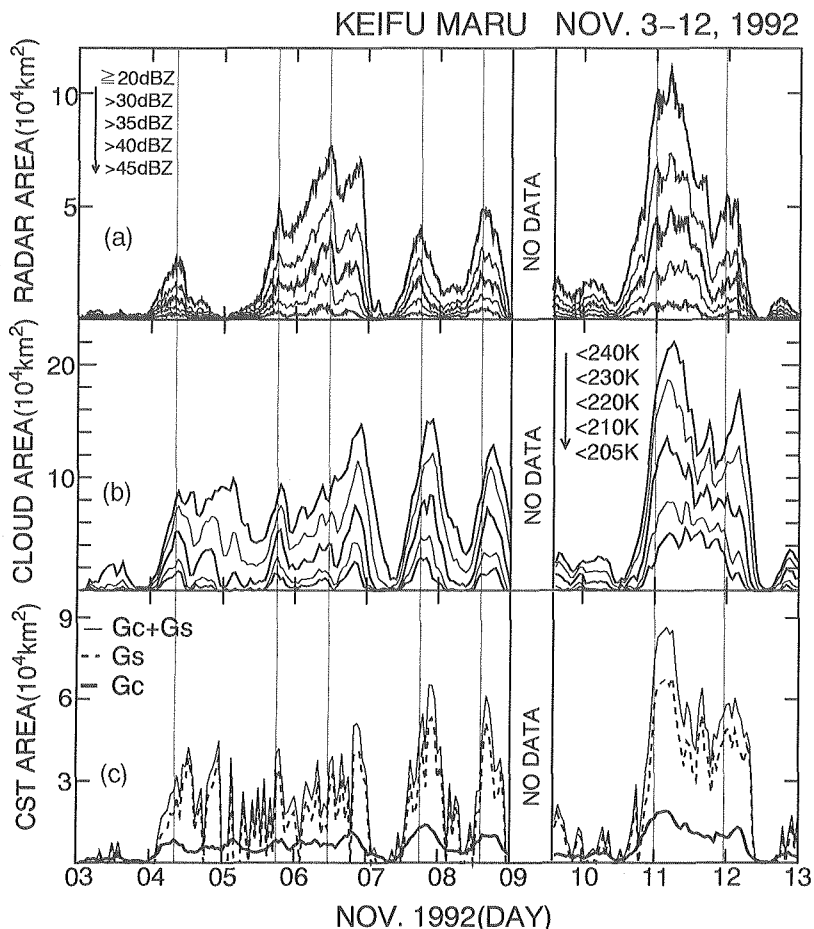 KEIFU MARU NOV. 3-12, 1992
RADAR AREA(10⁴km²)
10
5
≧20dBZ
>30dBZ
>35dBZ
>40dBZ
>45dBZ
(a)
NO DATA
CLOUD AREA(10⁴km²)
20
10
<240K
<230K
<220K
<210K
<205K
(b)
NO DATA
CST AREA(10⁴km²)
9
6
3
Gc+Gs
Gs
Gc
(c)
NO DATA
03 04 05 06 07 08 09 10 11 12 13
NOV. 1992(DAY)